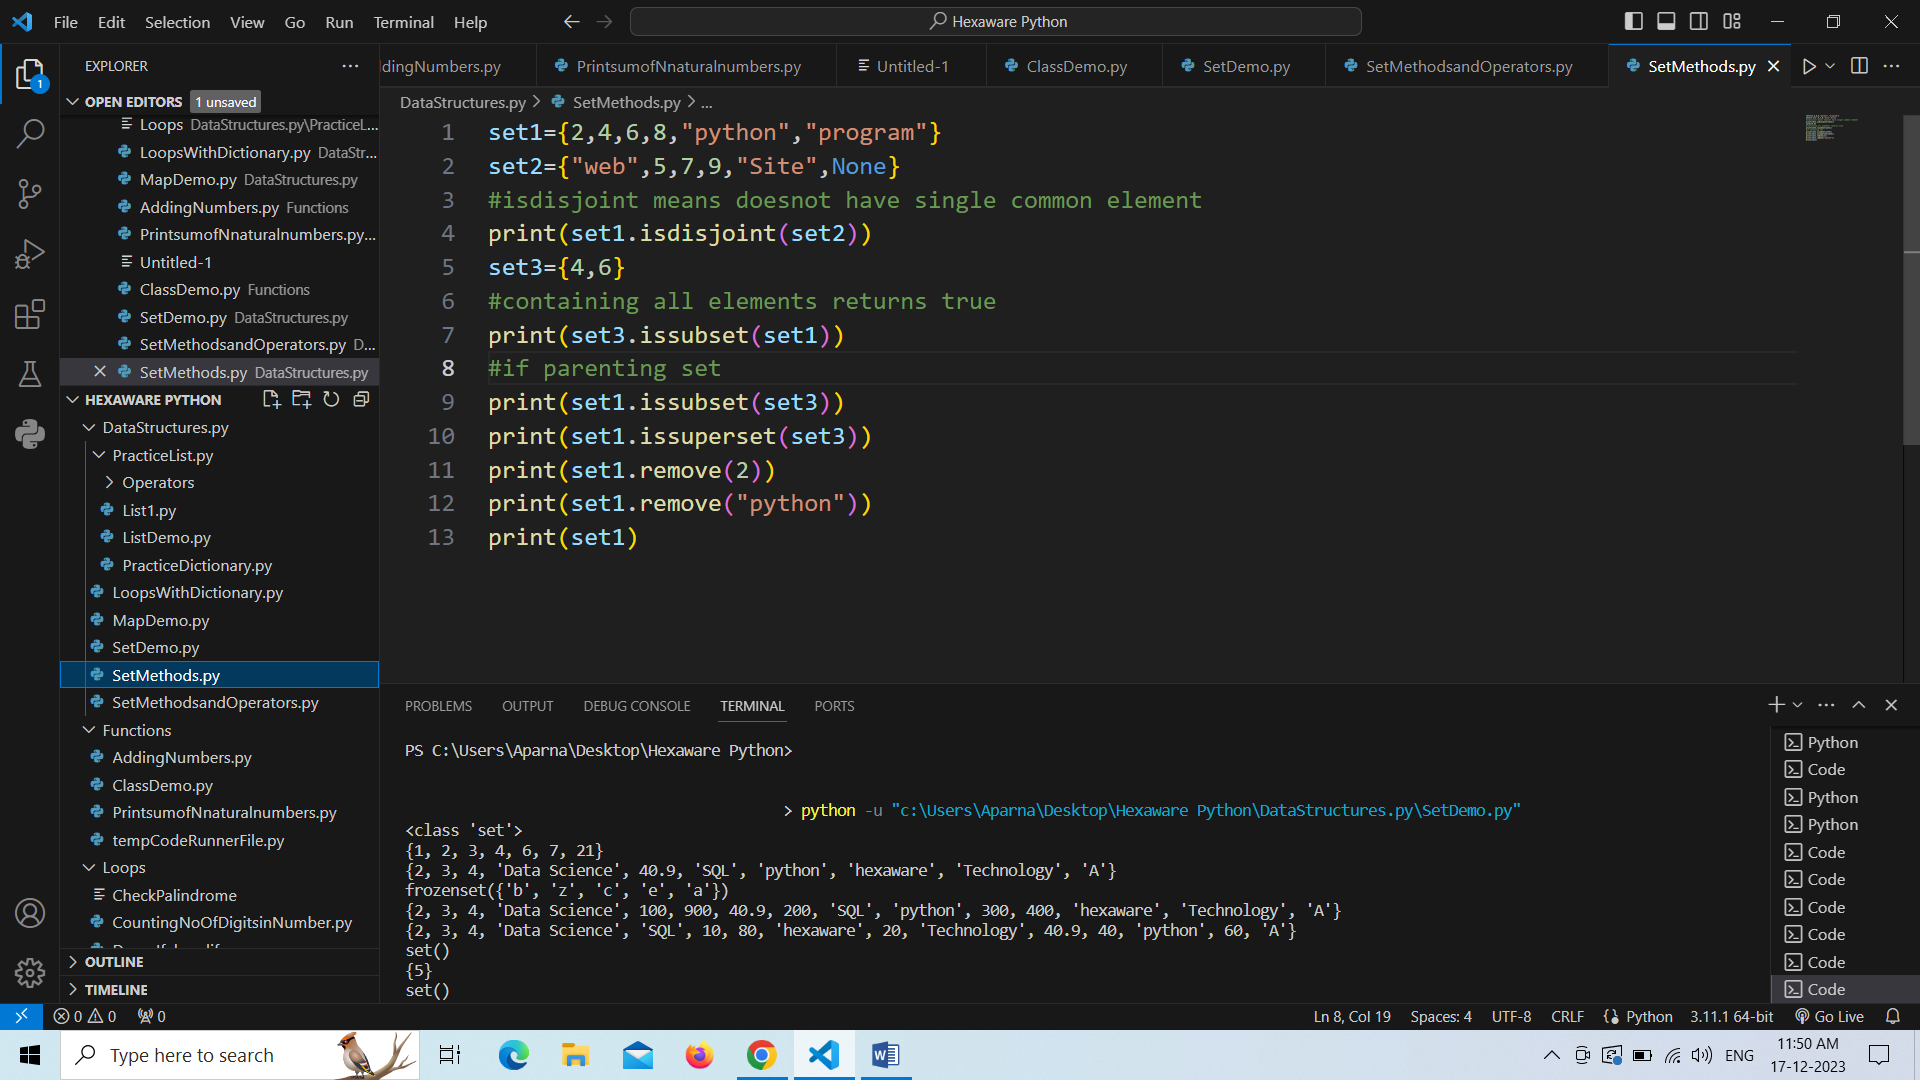 File Edit Selection View Go Run Terminal Help
Hexaware Python
EXPLORER
dingNumbers.py PrintsumofNnaturalnumbers.py Untitled-1 ClassDemo.py SetDemo.py SetMethodsandOperators.py SetMethods.py
OPEN EDITORS 1 unsaved
Loops DataStructures.py\PracticeL...
LoopsWithDictionary.py DataStr...
MapDemo.py DataStructures.py
AddingNumbers.py Functions
PrintsumofNnaturalnumbers.py...
Untitled-1
ClassDemo.py Functions
SetDemo.py DataStructures.py
SetMethodsandOperators.py D...
SetMethods.py DataStructures.py
HEXAWARE PYTHON
DataStructures.py
PracticeList.py
Operators
List1.py
ListDemo.py
PracticeDictionary.py
LoopsWithDictionary.py
MapDemo.py
SetDemo.py
SetMethods.py
SetMethodsandOperators.py
Functions
AddingNumbers.py
ClassDemo.py
PrintsumofNnaturalnumbers.py
tempCodeRunnerFile.py
Loops
CheckPalindrome
CountingNoOfDigitsinNumber.py
OUTLINE
TIMELINE
DataStructures.py > SetMethods.py > ...
1 set1={2,4,6,8,"python","program"}
2 set2={"web",5,7,9,"Site",None}
3 #isdisjoint means doesnot have single common element
4 print(set1.isdisjoint(set2))
5 set3={4,6}
6 #containing all elements returns true
7 print(set3.issubset(set1))
8 #if parenting set
9 print(set1.issubset(set3))
10 print(set1.issuperset(set3))
11 print(set1.remove(2))
12 print(set1.remove("python"))
13 print(set1)
PROBLEMS OUTPUT DEBUG CONSOLE TERMINAL PORTS
PS C:\Users\Aparna\Desktop\Hexaware Python>
> python -u "c:\Users\Aparna\Desktop\Hexaware Python\DataStructures.py\SetDemo.py"
<class 'set'>
{1, 2, 3, 4, 6, 7, 21}
{2, 3, 4, 'Data Science', 40.9, 'SQL', 'python', 'hexaware', 'Technology', 'A'}
frozenset({'b', 'z', 'c', 'e', 'a'})
{2, 3, 4, 'Data Science', 100, 900, 40.9, 200, 'SQL', 'python', 300, 400, 'hexaware', 'Technology', 'A'}
{2, 3, 4, 'Data Science', 'SQL', 10, 80, 'hexaware', 20, 'Technology', 40.9, 40, 'python', 60, 'A'}
set()
{5}
set()
Python
Code
Python
Python
Code
Code
Code
Code
Code
Code
0 0 0 Ln 8, Col 19 Spaces: 4 UTF-8 CRLF Python 3.11.1 64-bit Go Live
Type here to search
ENG
11:50 AM
17-12-2023